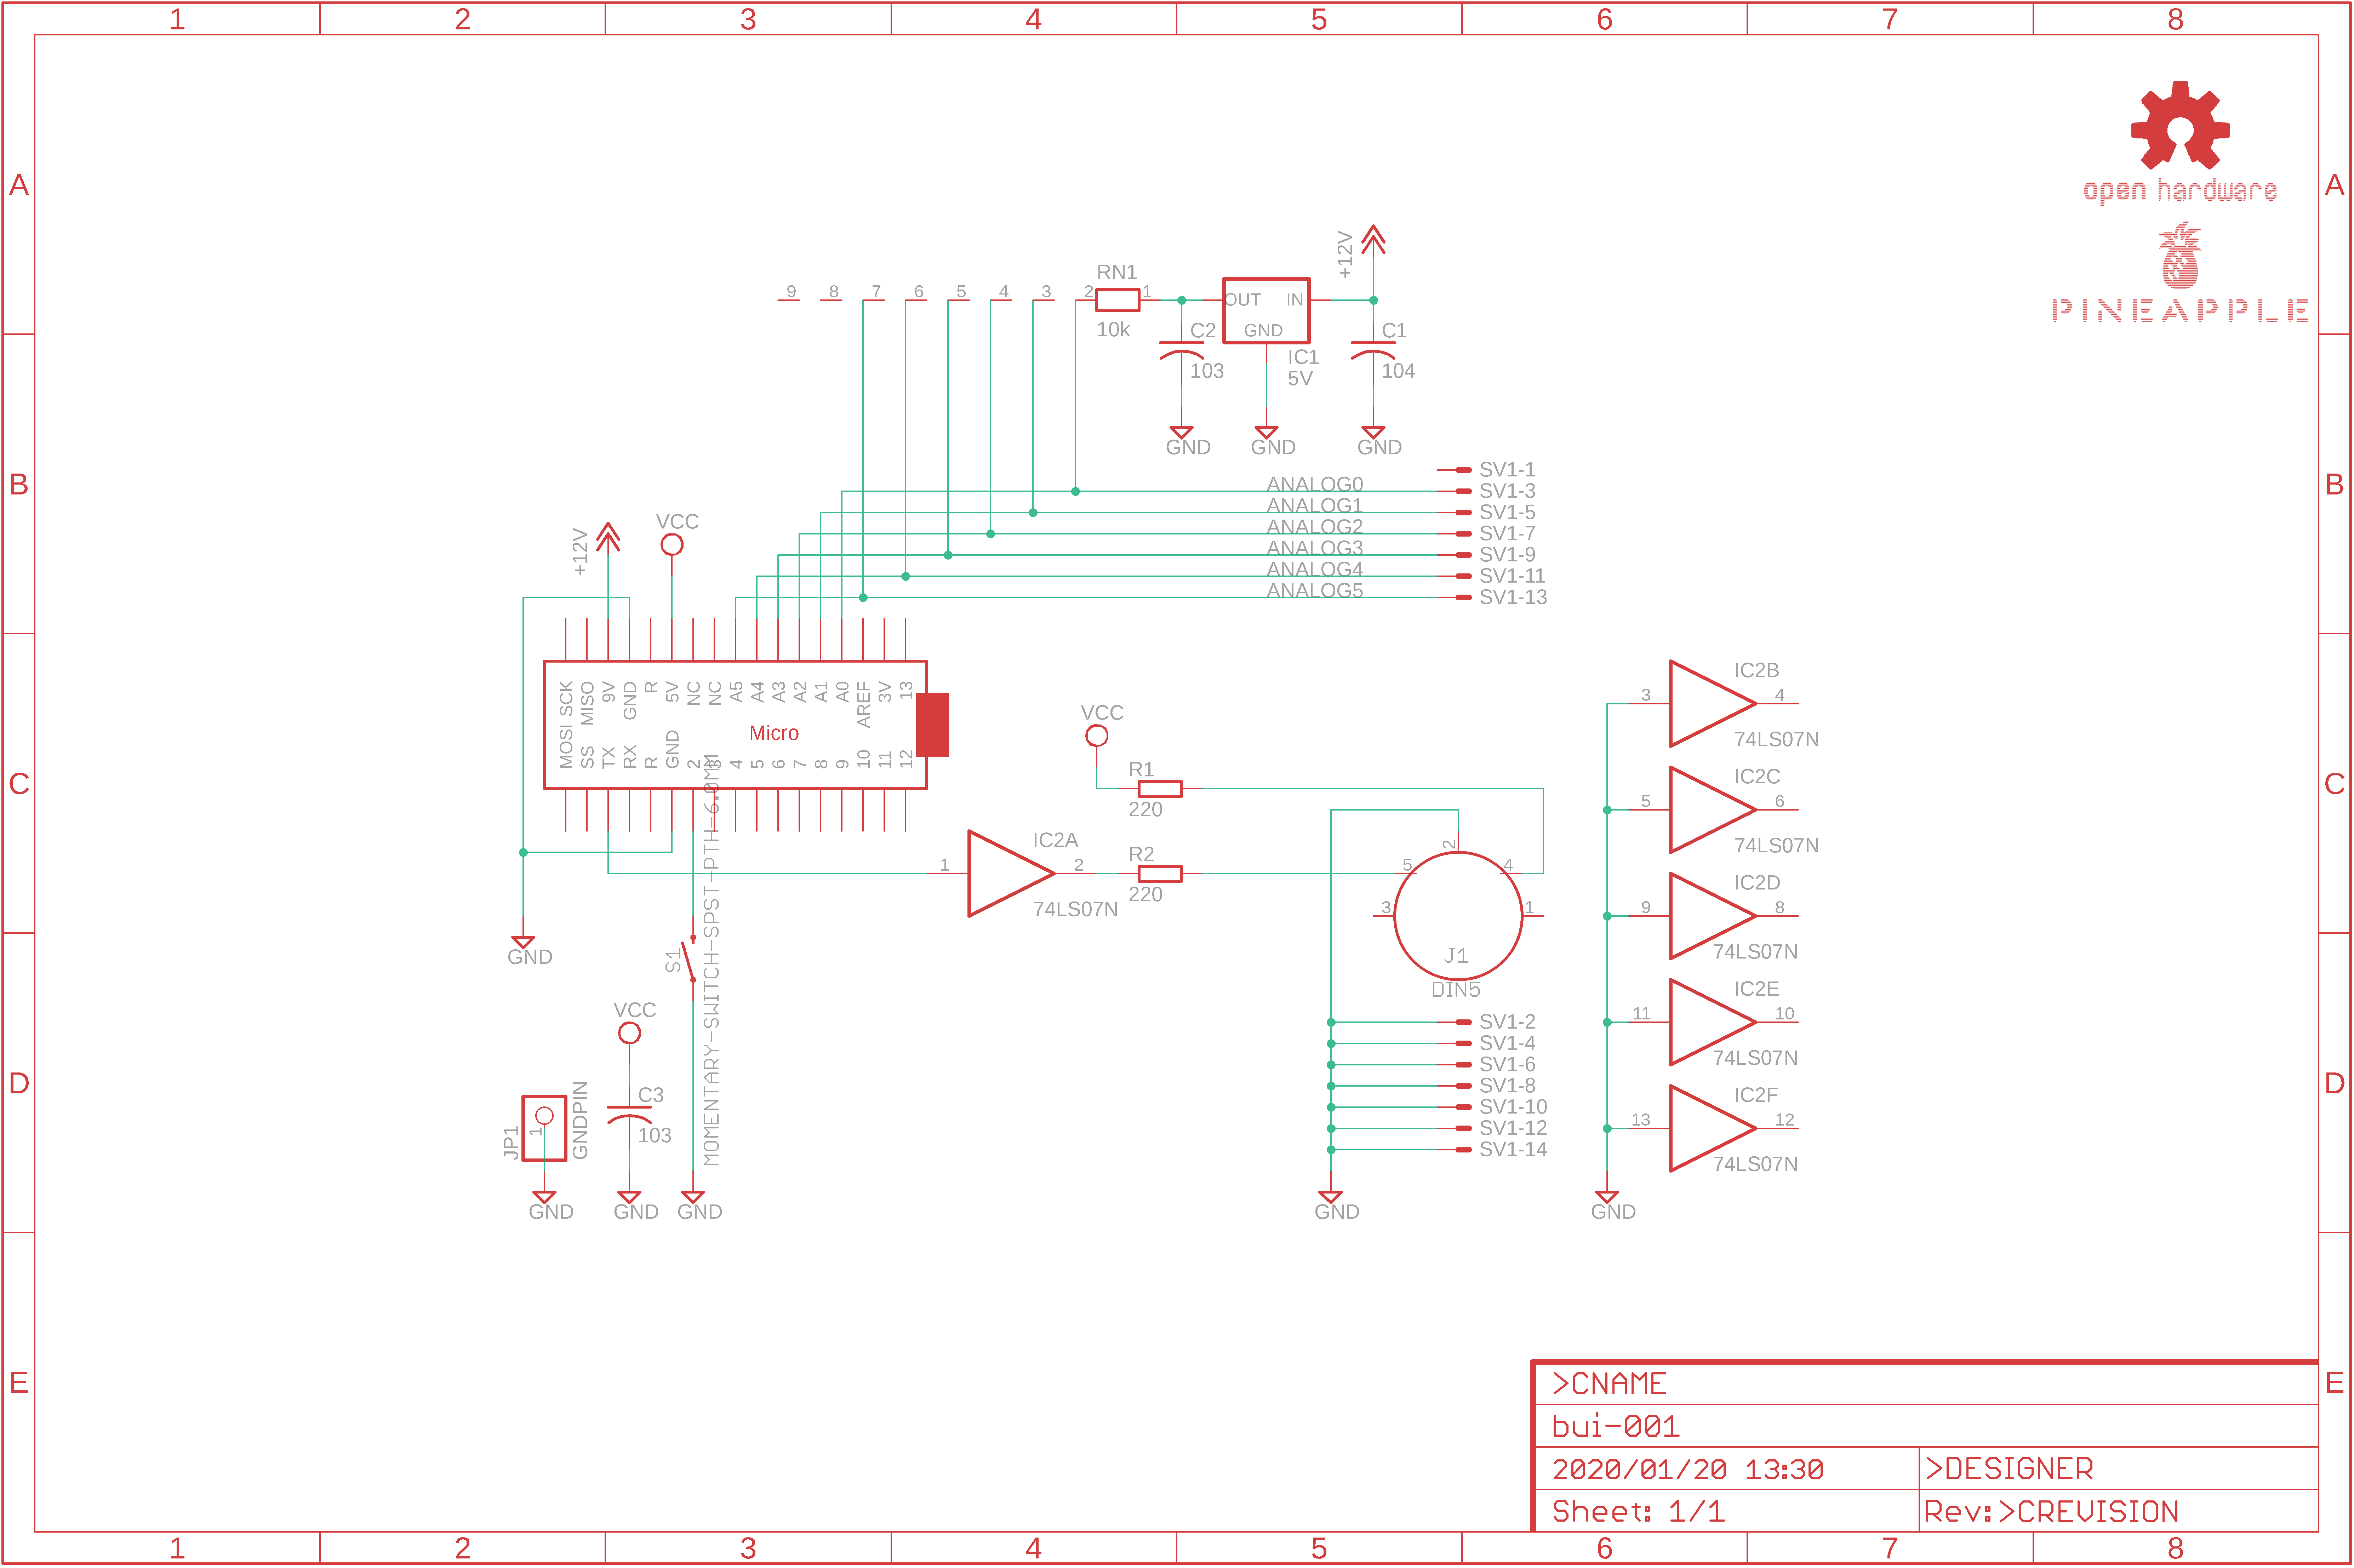 1 2 3 4 5 6 7 8
A A
open hardware
PINEAPPLE
+12V
RN1
9 8 7 6 5 4 3 2 1
10k
OUT IN
GND
C2
103
IC1
5V
C1
104
GND GND GND
B B
SV1-1
ANALOG0 SV1-3
ANALOG1 SV1-5
ANALOG2 SV1-7
ANALOG3 SV1-9
ANALOG4 SV1-11
ANALOG5 SV1-13
+12V
VCC
SCK MISO 9V GND R 5V NC NC A5 A4 A3 A2 A1 A0 AREF 3V 13
Micro
MOSI SS TX RX R GND 2 3 4 5 6 7 8 9 10 11 12
C C
VCC
R1
220
IC2A
1 2
74LS07N
R2
220
2
5 4
3 1
J1
DIN5
IC2B
3 4
74LS07N
IC2C
5 6
74LS07N
IC2D
9 8
74LS07N
IC2E
11 10
74LS07N
IC2F
13 12
74LS07N
GND
GND
S1
MOMENTARY-SWITCH-SPST-PTH-6.0MM
D D
VCC
C3
103
JP1
1
GNDPIN
GND GND GND
SV1-2
SV1-4
SV1-6
SV1-8
SV1-10
SV1-12
SV1-14
GND
E E
>CNAME
bui-001
2020/01/20 13:30 >DESIGNER
Sheet: 1/1 Rev:>CREVISION
1 2 3 4 5 6 7 8